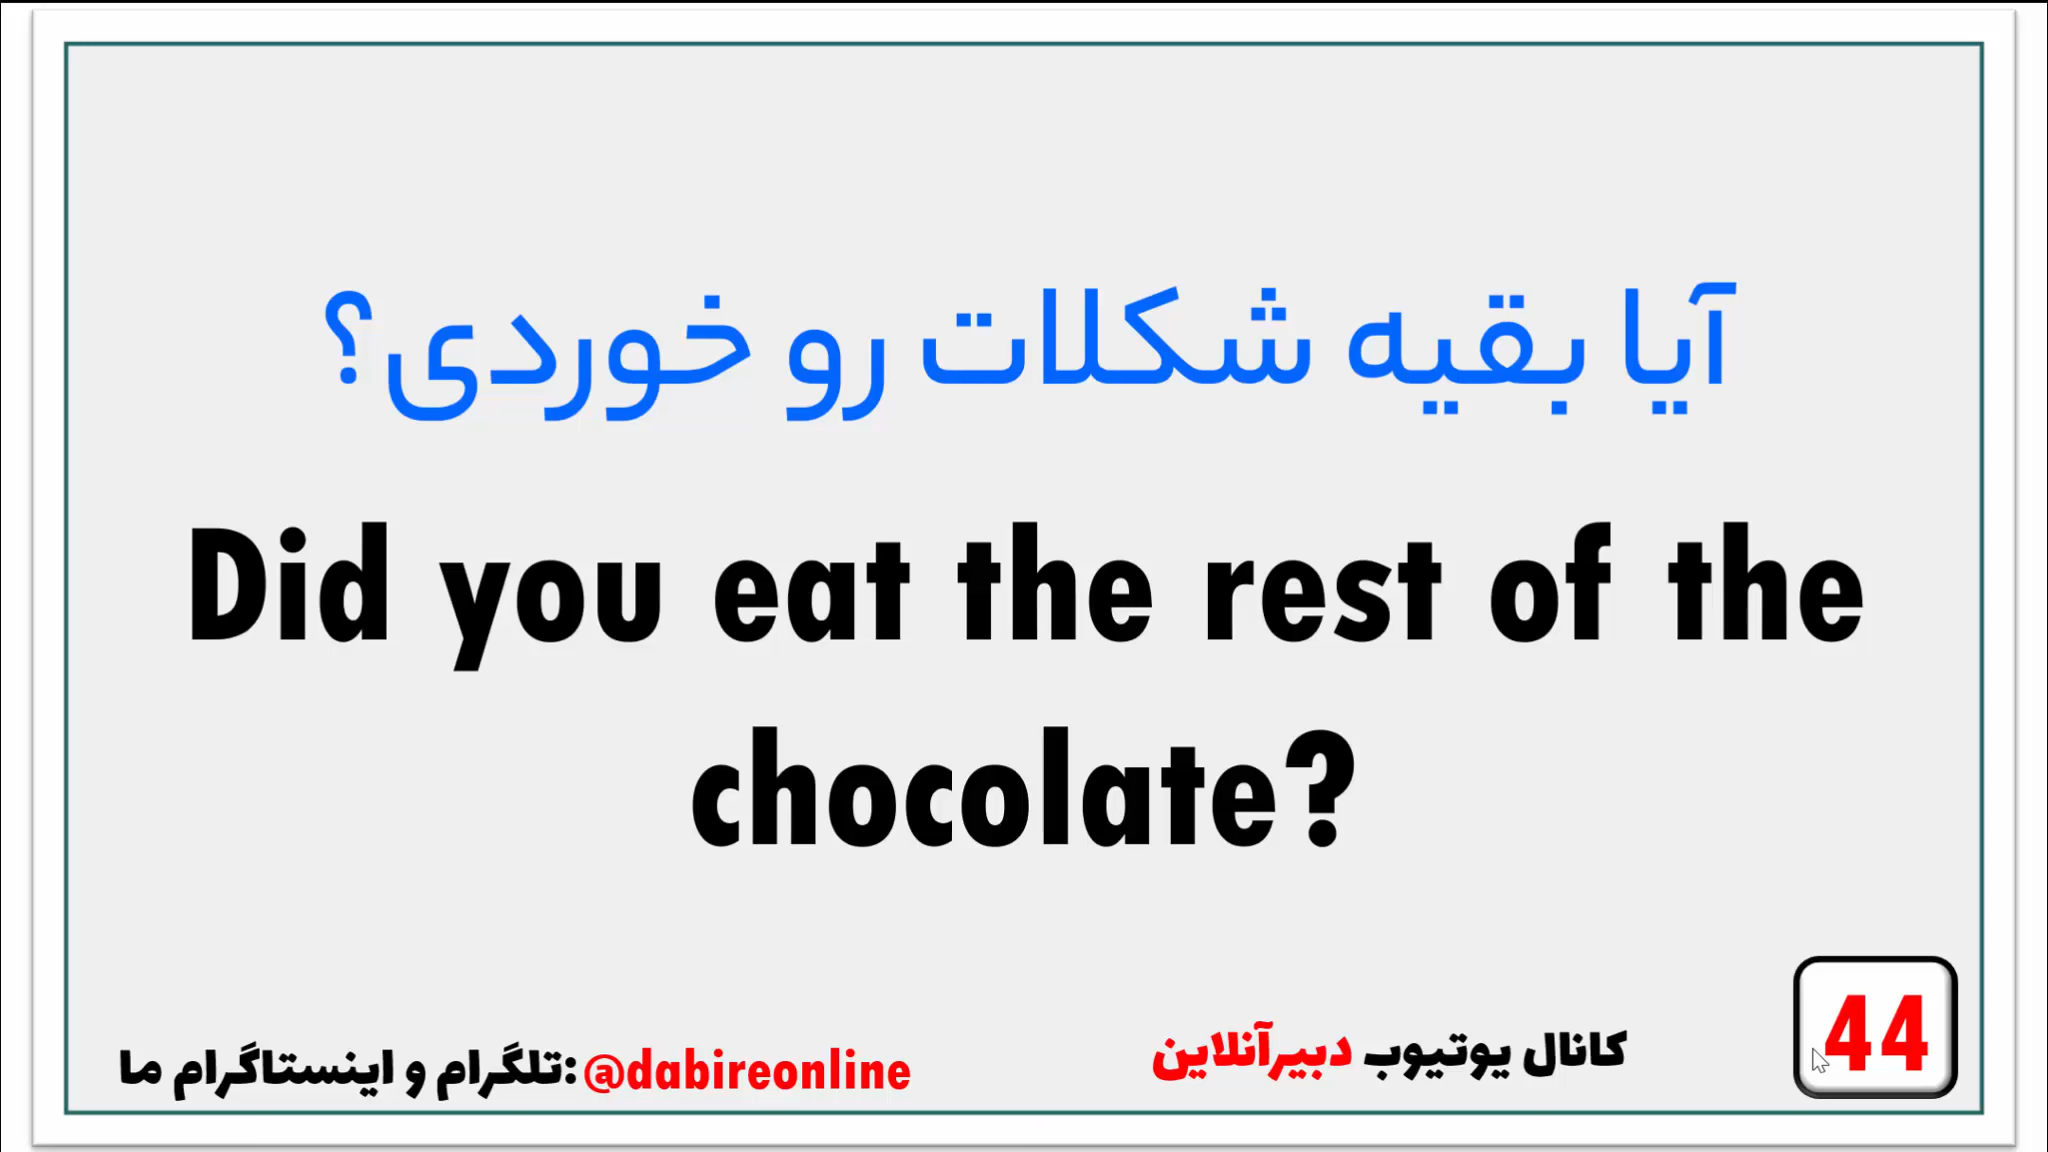 آیا بقیه شکلات رو خوردی؟
Did you eat the rest of the
chocolate?
44
کانال یوتیوب دبیرآنلاین
تلگرام و اینستاگرام ما: @dabireonline